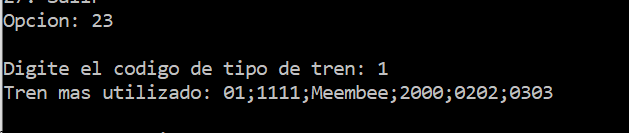 27. Salir
Opcion: 23
Digite el codigo de tipo de tren: 1
Tren mas utilizado: 01;1111;Meembee;2000;0202;0303